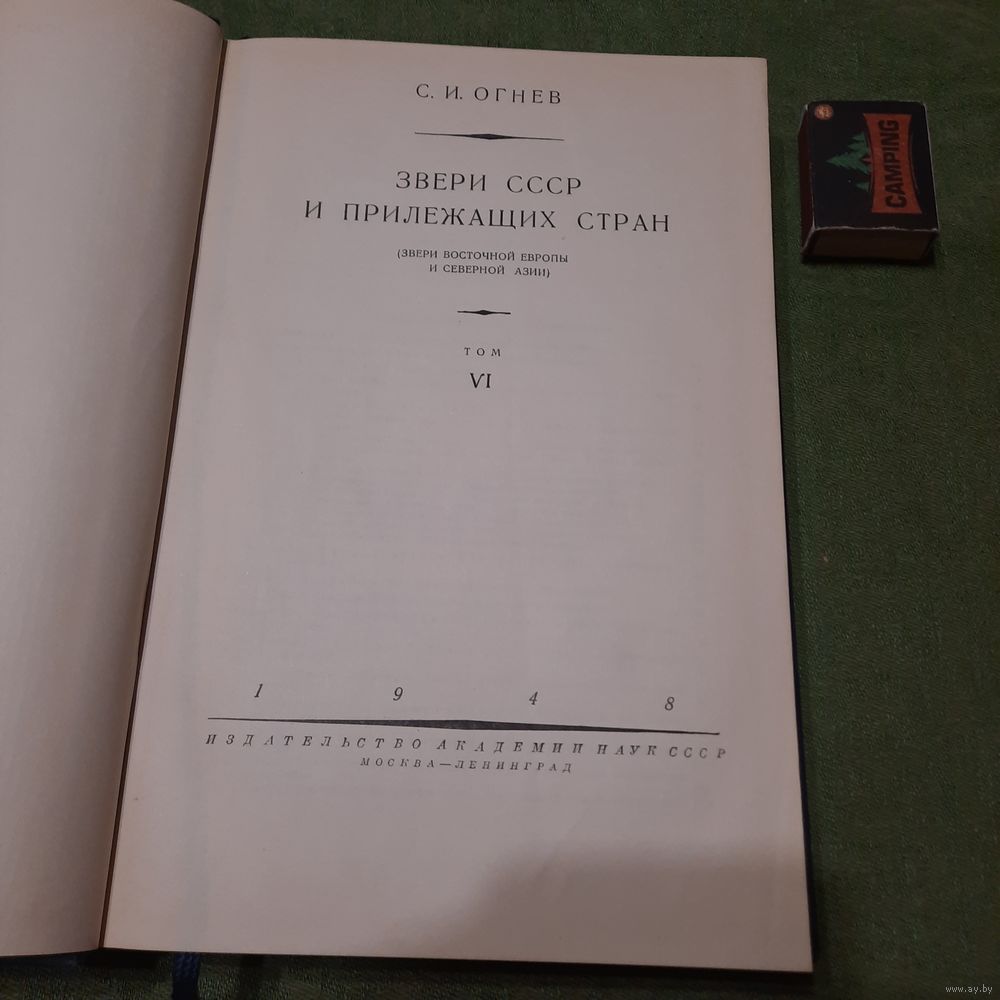 С. И. ОГНЕВ
ЗВЕРИ СССР
И ПРИЛЕЖАЩИХ СТРАН
(ЗВЕРИ ВОСТОЧНОЙ ЕВРОПЫ
И СЕВЕРНОЙ АЗИИ)
ТОМ
VI
1 9 4 8
ИЗДАТЕЛЬСТВО АКАДЕМИИ НАУК СССР
МОСКВА—ЛЕНИНГРАД
CAMPING
www.ay.by